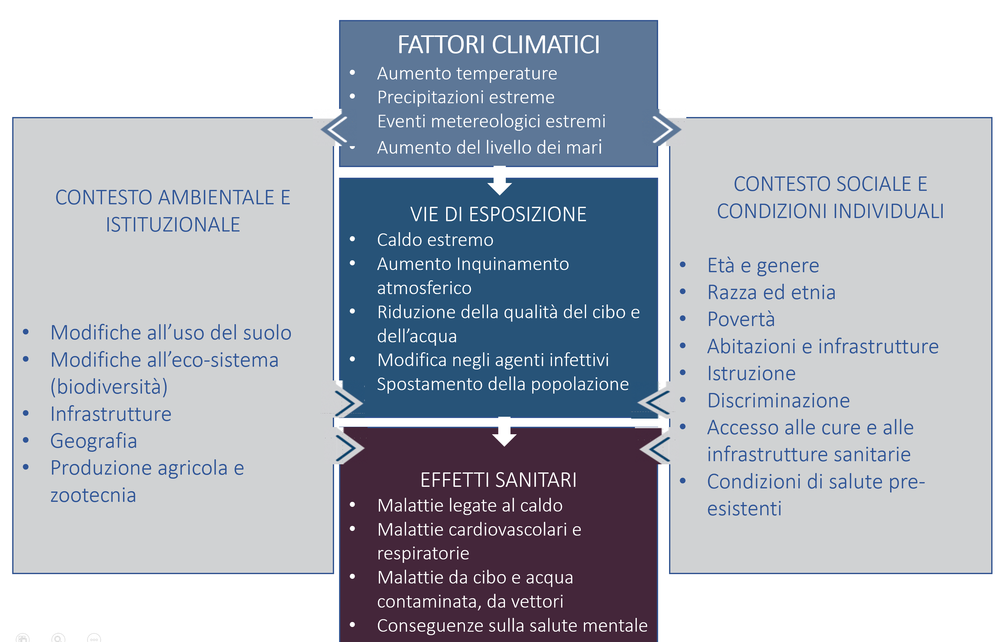 FATTORI CLIMATICI
• Aumento temperature
• Precipitazioni estreme
Eventi metereologici estremi
• Aumento del livello dei mari
CONTESTO AMBIENTALE E
ISTITUZIONALE
• Modifiche all’uso del suolo
• Modifiche all’eco-sistema
(biodiversità)
• Infrastrutture
• Geografia
• Produzione agricola e
zootecnia
VIE DI ESPOSIZIONE
• Caldo estremo
• Aumento Inquinamento
atmosferico
• Riduzione della qualità del cibo e
dell’acqua
• Modifica negli agenti infettivi
Spostamento della popolazione
EFFETTI SANITARI
• Malattie legate al caldo
• Malattie cardiovascolari e
respiratorie
• Malattie da cibo e acqua
contaminata, da vettori
• Conseguenze sulla salute mentale
CONTESTO SOCIALE E
CONDIZIONI INDIVIDUALI
• Età e genere
• Razza ed etnia
• Povertà
• Abitazioni e infrastrutture
• Istruzione
• Discriminazione
• Accesso alle cure e alle
infrastrutture sanitarie
• Condizioni di salute pre-
esistenti